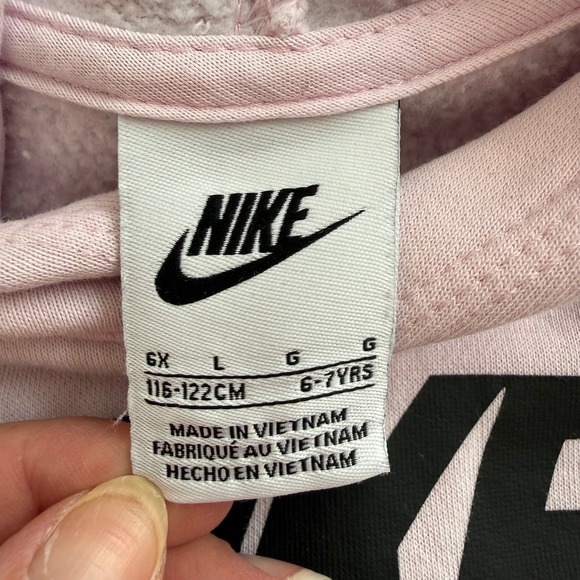 NIKE
6X L G G
116-122CM 6-7YRS
MADE IN VIETNAM
FABRIQUÉ AU VIETNAM
HECHO EN VIETNAM